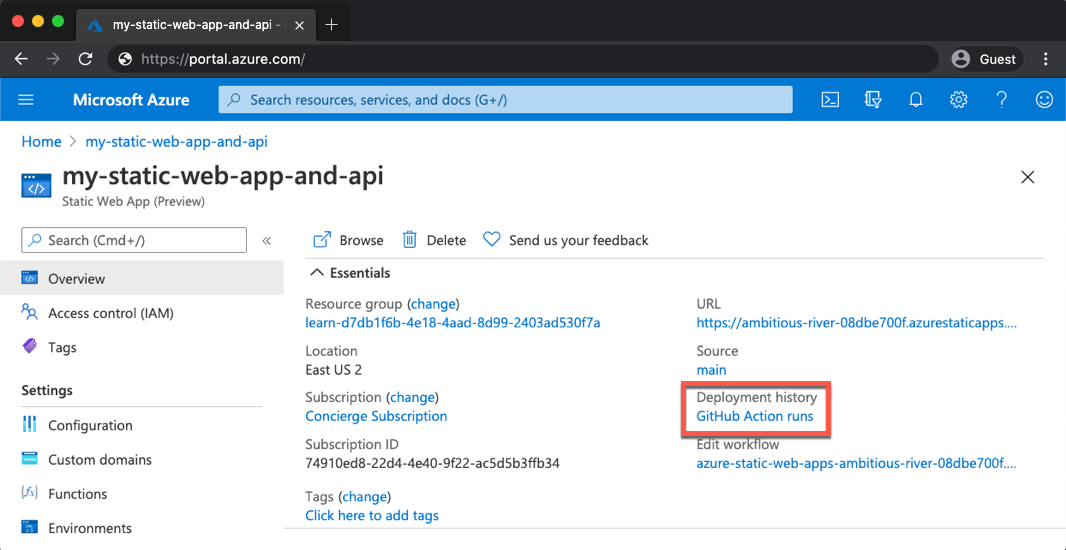 my-static-web-app-and-api -
https://portal.azure.com/
Guest
Microsoft Azure
Search resources, services, and docs (G+/)
Home > my-static-web-app-and-api
my-static-web-app-and-api
Static Web App (Preview)
Search (Cmd+/)
«
Browse
Delete
Send us your feedback
Overview
Access control (IAM)
Tags
Settings
Configuration
Custom domains
Functions
Environments
Essentials
Resource group (change)
learn-d7db1f6b-4e18-4aad-8d99-2403ad530f7a
Location
East US 2
Subscription (change)
Concierge Subscription
Subscription ID
74910ed8-22d4-4e40-9f22-ac5d5b3ffb34
Tags (change)
Click here to add tags
URL
https://ambitious-river-08dbe700f.azurestaticapps....
Source
main
Deployment history
GitHub Action runs
Edit workflow
azure-static-web-apps-ambitious-river-08dbe700f....